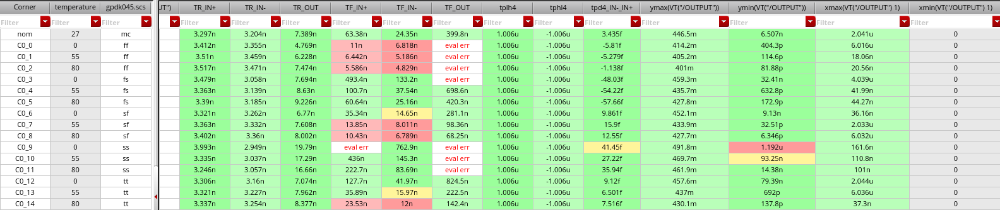 Corner temperature gpdk045.scs UT") TR_IN+ TR_IN- TR_OUT TF_IN+ TF_IN- TF_OUT tplh4 tphl4 tpd4_IN-_IN+ ymax(VT("/OUTPUT")) ymin(VT("/OUTPUT")) xmax(VT("/OUTPUT") 1) xmin(VT("/OUTPUT") 1)
Filter Filter Filter Filter Filter Filter Filter Filter Filter Filter Filter Filter Filter Filter Filter Filter
nom 27 mc 3.297n 3.204n 7.389n 63.38n 24.35n 399.8n 1.006u -1.006u 3.435f 446.5m 6.507n 2.041u 0
C0_0 0 ff 3.412n 3.355n 4.769n 11n 6.818n eval err 1.006u -1.006u -5.81f 414.2m 404.3p 6.016u 0
C0_1 55 ff 3.51n 3.459n 6.228n 6.442n 5.186n eval err 1.006u -1.006u -5.279f 405.2m 114.6p 18.06n 0
C0_2 80 ff 3.517n 3.471n 7.474n 5.586n 4.829n eval err 1.006u -1.006u -1.138f 401m 81.88p 20.56n 0
C0_3 0 fs 3.479n 3.058n 7.694n 493.4n 133.2n eval err 1.006u -1.006u -48.03f 459.3m 32.41n 4.039u 0
C0_4 55 fs 3.363n 3.139n 8.63n 100.7n 37.54n 698.6n 1.006u -1.006u -54.22f 435.7m 632.8p 41.99n 0
C0_5 80 fs 3.39n 3.185n 9.226n 60.64n 25.16n 420.3n 1.006u -1.006u -57.66f 427.8m 172.9p 44.27n 0
C0_6 0 sf 3.321n 3.262n 6.77n 35.34n 14.65n 281.1n 1.006u -1.006u 9.861f 452.1m 9.13n 36.16n 0
C0_7 55 sf 3.363n 3.332n 7.608n 13.85n 8.011n 98.36n 1.006u -1.006u 15.9f 433.9m 32.51p 2.033u 0
C0_8 80 sf 3.402n 3.36n 8.002n 10.43n 6.789n 68.25n 1.006u -1.006u 12.55f 427.7m 6.346p 6.032u 0
C0_9 0 ss 3.993n 2.949n 19.79n eval err 762.9n eval err 1.006u -1.006u 41.45f 491.8m 1.192u 161.6n 0
C0_10 55 ss 3.335n 3.037n 17.29n 436n 145.3n eval err 1.006u -1.006u 27.22f 469.7m 93.25n 110.8n 0
C0_11 80 ss 3.246n 3.057n 16.66n 222.7n 83.69n eval err 1.006u -1.006u 35.94f 461.9m 14.38n 101n 0
C0_12 0 tt 3.306n 3.16n 7.074n 127.7n 41.97n 824.5n 1.006u -1.006u 9.12f 457.6m 79.39n 2.044u 0
C0_13 55 tt 3.321n 3.227n 7.962n 35.89n 15.97n 222.5n 1.006u -1.006u 6.501f 437m 692p 6.036u 0
C0_14 80 tt 3.337n 3.254n 8.377n 23.53n 12n 142.4n 1.006u -1.006u 7.516f 430.1m 137.8p 37.3n 0